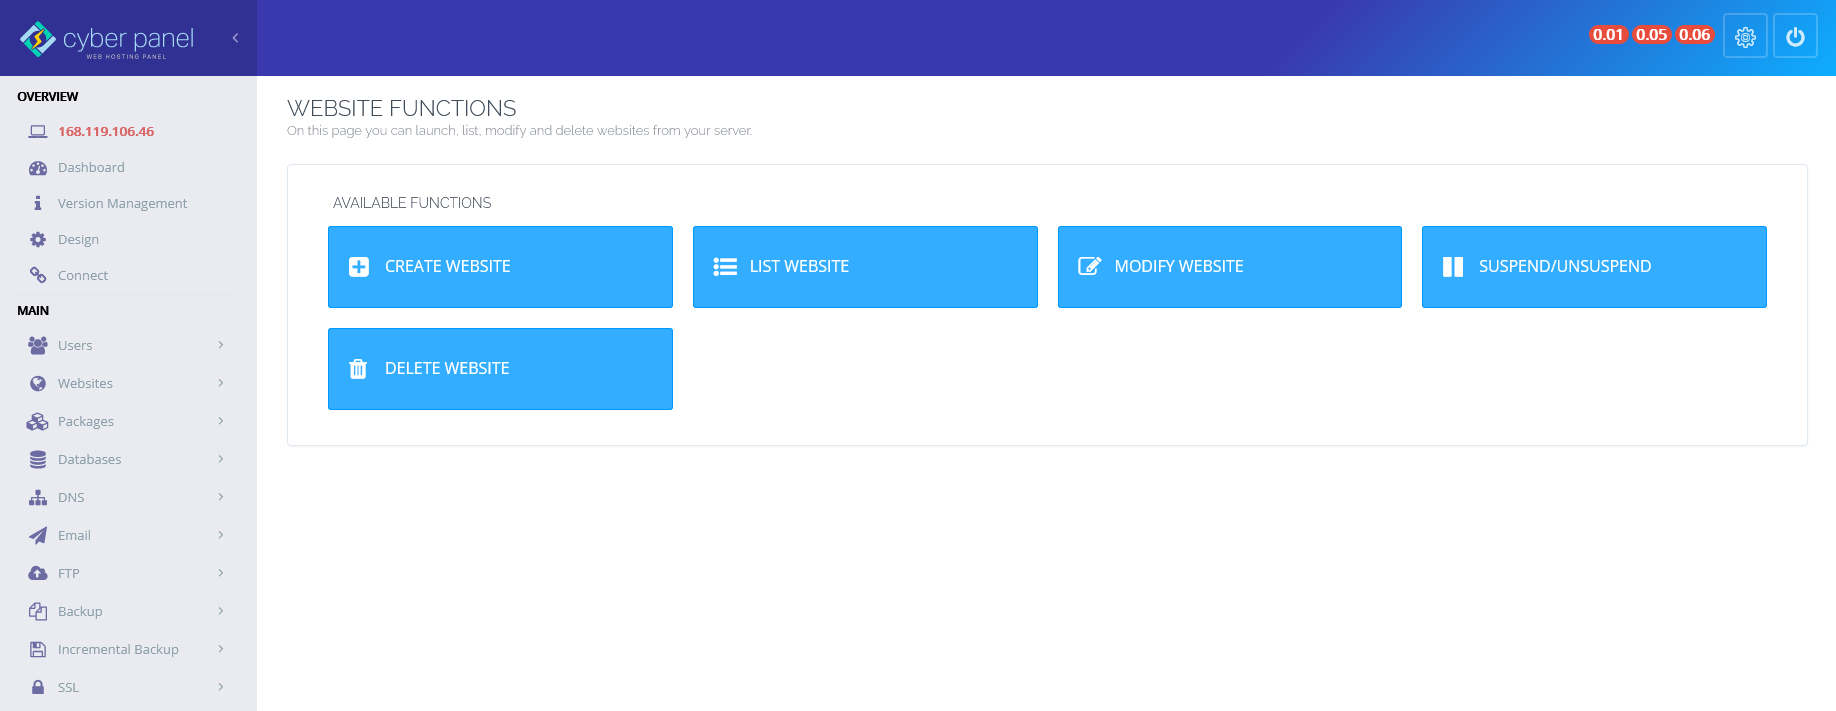 cyber panel
WEB HOSTING PANEL
0.01 0.05 0.06
OVERVIEW
168.119.106.46
Dashboard
Version Management
Design
Connect
MAIN
Users
Websites
Packages
Databases
DNS
Email
FTP
Backup
Incremental Backup
SSL
WEBSITE FUNCTIONS
On this page you can launch, list, modify and delete websites from your server.
AVAILABLE FUNCTIONS
CREATE WEBSITE
LIST WEBSITE
MODIFY WEBSITE
SUSPEND/UNSUSPEND
DELETE WEBSITE